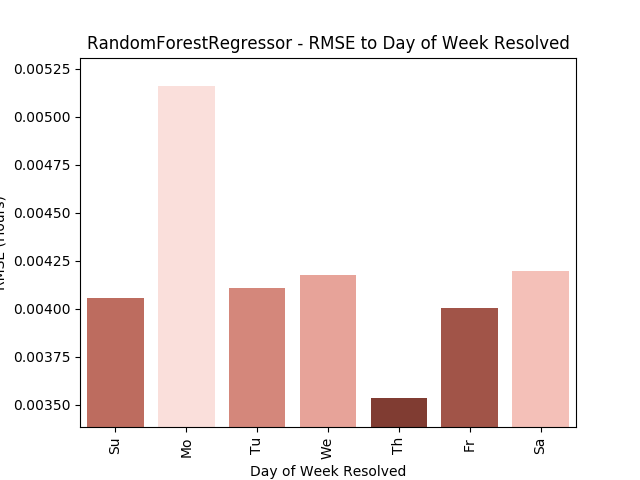 RandomForestRegressor - RMSE to Day of Week Resolved
0.00525
0.00500
0.00475
0.00450
0.00425
0.00400
0.00375
0.00350
RMSE (Hours)
Su Mo Tu We Th Fr Sa
Day of Week Resolved